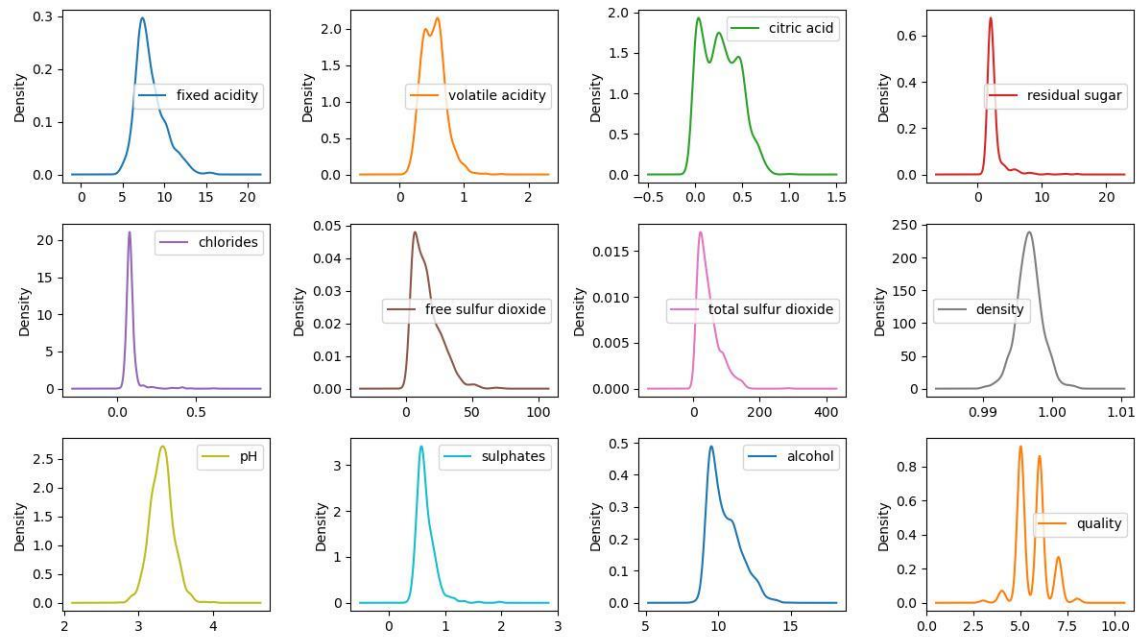 0.3
0.2
0.1
0.0
Density
fixed acidity
0 5 10 15 20
2.0
1.5
1.0
0.5
0.0
Density
volatile acidity
0 1 2
2.0
1.5
1.0
0.5
0.0
Density
citric acid
−0.5 0.0 0.5 1.0 1.5
0.6
0.4
0.2
0.0
Density
residual sugar
0 10 20
20
15
10
5
0
Density
chlorides
0.0 0.5
0.05
0.04
0.03
0.02
0.01
0.00
Density
free sulfur dioxide
0 50 100
0.015
0.010
0.005
0.000
Density
total sulfur dioxide
0 200 400
250
200
150
100
50
0
Density
density
0.99 1.00 1.01
2.5
2.0
1.5
1.0
0.5
0.0
Density
pH
2 3 4
3
2
1
0
Density
sulphates
0 1 2 3
0.5
0.4
0.3
0.2
0.1
0.0
Density
alcohol
5 10 15
0.8
0.6
0.4
0.2
0.0
Density
quality
0.0 2.5 5.0 7.5 10.0